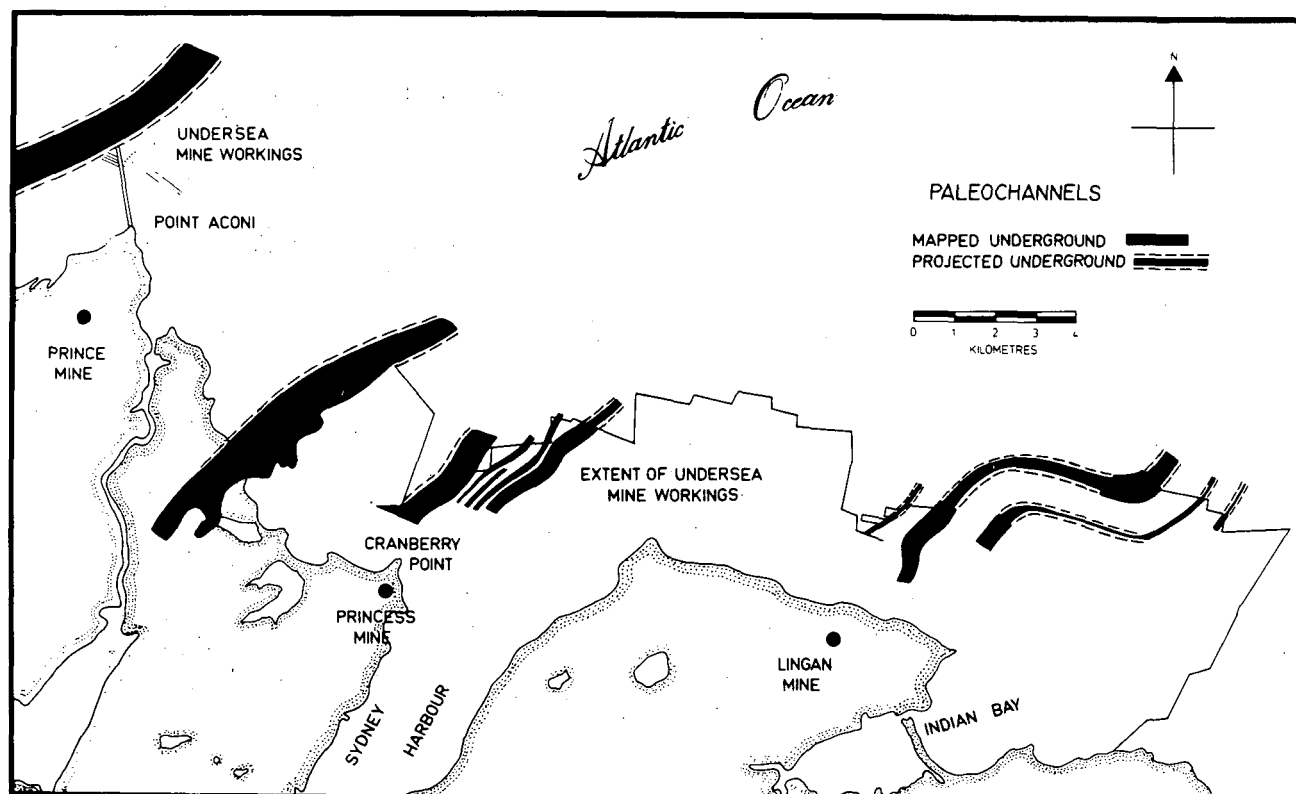 Atlantic Ocean
N
UNDERSEA
MINE WORKINGS
POINT ACONI
PALEOCHANNELS
MAPPED UNDERGROUND
PROJECTED UNDERGROUND
0 1 2 3 4
KILOMETRES
PRINCE
MINE
EXTENT OF UNDERSEA
MINE WORKINGS
CRANBERRY
POINT
PRINCESS
MINE
LINGAN
MINE
SYDNEY
HARBOUR
INDIAN BAY